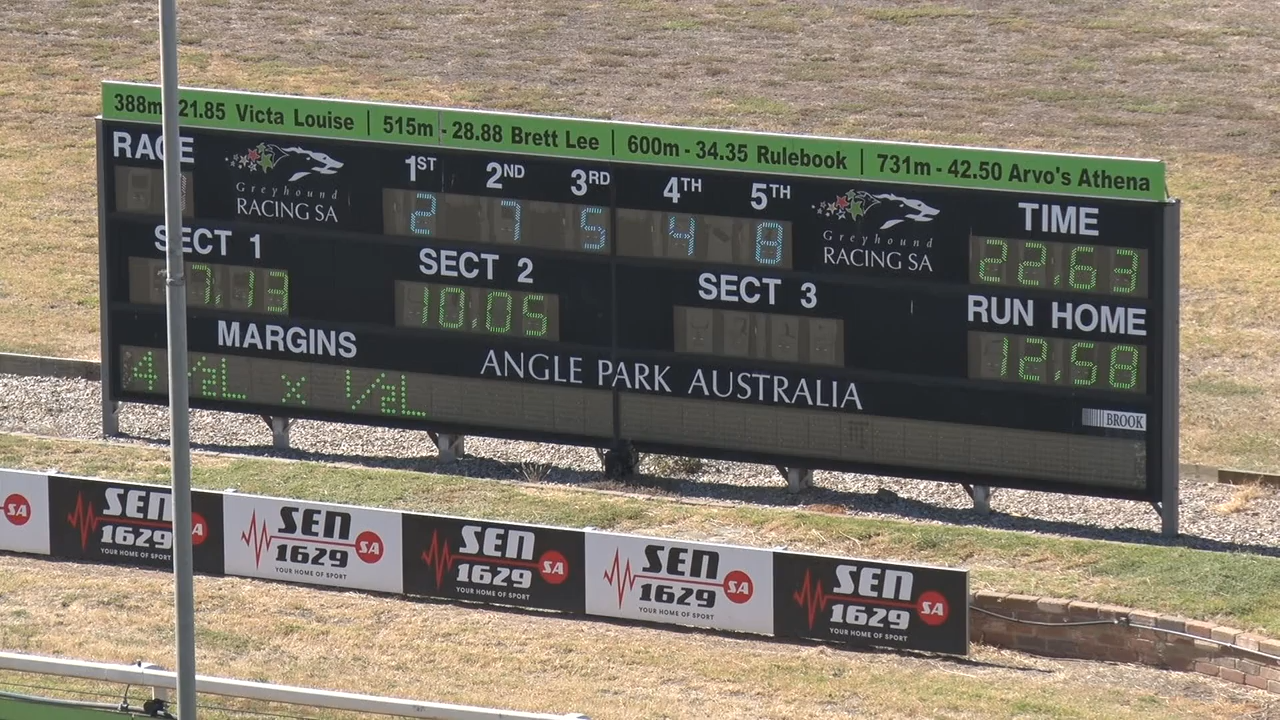 388m 21.85 Victa Louise | 515m - 28.88 Brett Lee | 600m - 34.35 Rulebook | 731m - 42.50 Arvo's Athena
RACE
Greyhound
RACING SA
1ST 2ND 3RD 4TH 5TH
2 7 5 4 8
Greyhound
RACING SA
TIME
22.63
SECT 1
7.13
SECT 2
10.05
SECT 3
RUN HOME
12.58
MARGINS
4 1/2L x 1/2L
ANGLE PARK AUSTRALIA
BROOK
SA
SEN
1629
SA
YOUR HOME OF SPORT
SEN
1629
SA
YOUR HOME OF SPORT
SEN
1629
SA
YOUR HOME OF SPORT
SEN
1629
SA
YOUR HOME OF SPORT
SEN
1629
SA
YOUR HOME OF SPORT